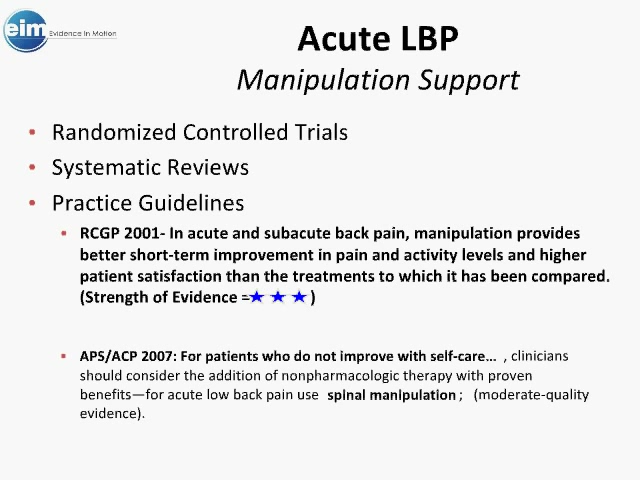 eim
Evidence In Motion
Acute LBP
Manipulation Support
• Randomized Controlled Trials
• Systematic Reviews
• Practice Guidelines
• RCGP 2001- In acute and subacute back pain, manipulation provides
better short-term improvement in pain and activity levels and higher
patient satisfaction than the treatments to which it has been compared.
(Strength of Evidence =★ ★ ★ )
• APS/ACP 2007: For patients who do not improve with self-care… , clinicians
should consider the addition of nonpharmacologic therapy with proven
benefits—for acute low back pain use spinal manipulation ; (moderate-quality
evidence).